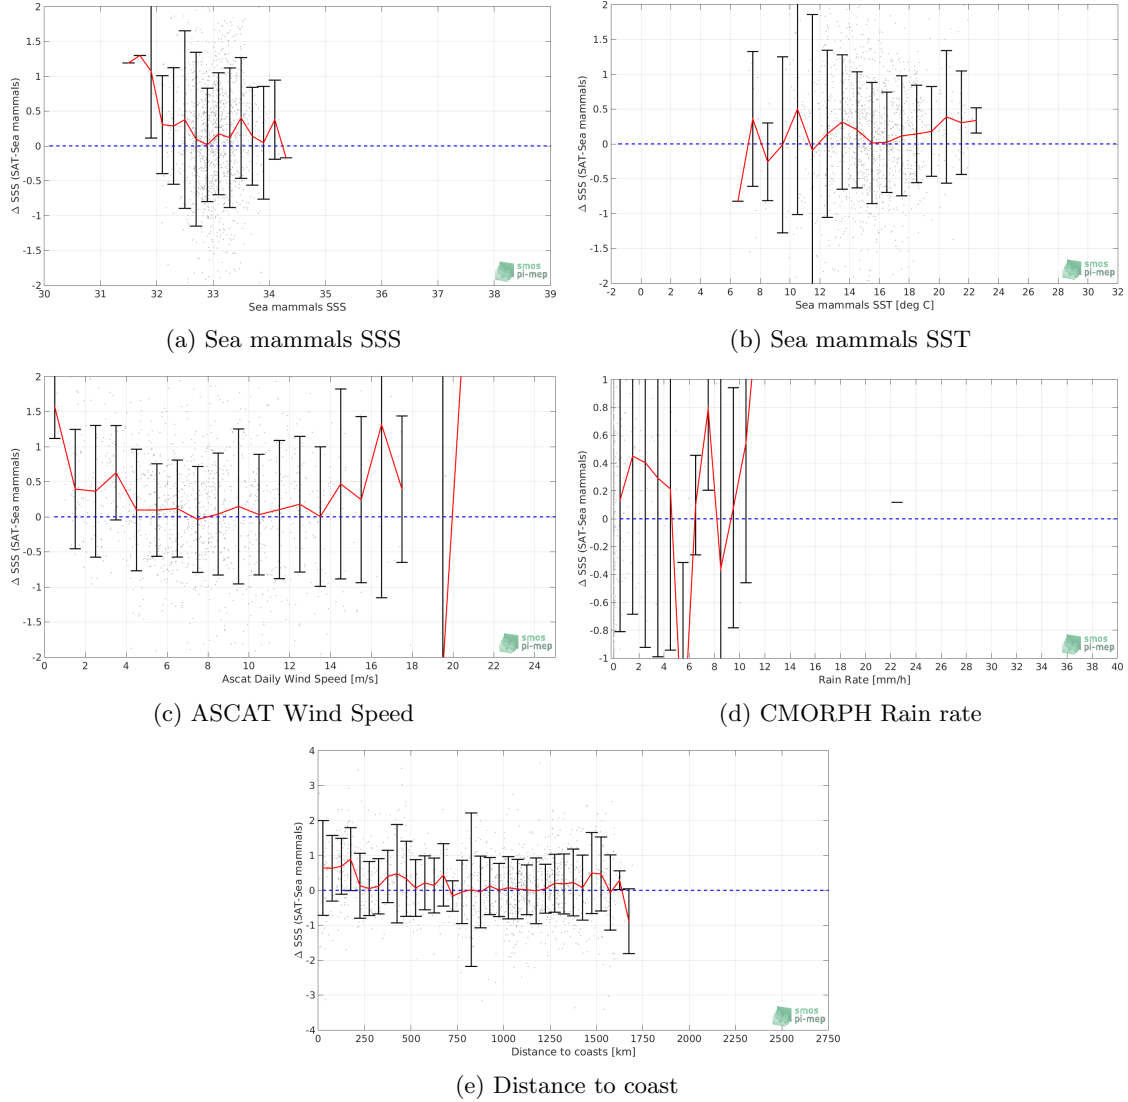 2
1.5
1
0.5
0
-0.5
-1
-1.5
-2
Δ SSS (SAT-Sea mammals)
30 31 32 33 34 35 36 37 38 39
Sea mammals SSS
smos
pi-mep
(a) Sea mammals SSS
2
1.5
1
0.5
0
-0.5
-1
-1.5
-2
Δ SSS (SAT-Sea mammals)
-2 0 2 4 6 8 10 12 14 16 18 20 22 24 26 28 30 32
Sea mammals SST [deg C]
smos
pi-mep
(b) Sea mammals SST
2
1.5
1
0.5
0
-0.5
-1
-1.5
-2
Δ SSS (SAT-Sea mammals)
0 2 4 6 8 10 12 14 16 18 20 22 24
Ascat Daily Wind Speed [m/s]
smos
pi-mep
(c) ASCAT Wind Speed
1
0.8
0.6
0.4
0.2
0
-0.2
-0.4
-0.6
-0.8
-1
Δ SSS (SAT-Sea mammals)
0 2 4 6 8 10 12 14 16 18 20 22 24 26 28 30 32 34 36 38 40
Rain Rate [mm/h]
smos
pi-mep
(d) CMORPH Rain rate
4
3
2
1
0
-1
-2
-3
-4
Δ SSS (SAT-Sea mammals)
0 250 500 750 1000 1250 1500 1750 2000 2250 2500 2750
Distance to coasts [km]
smos
pi-mep
(e) Distance to coast